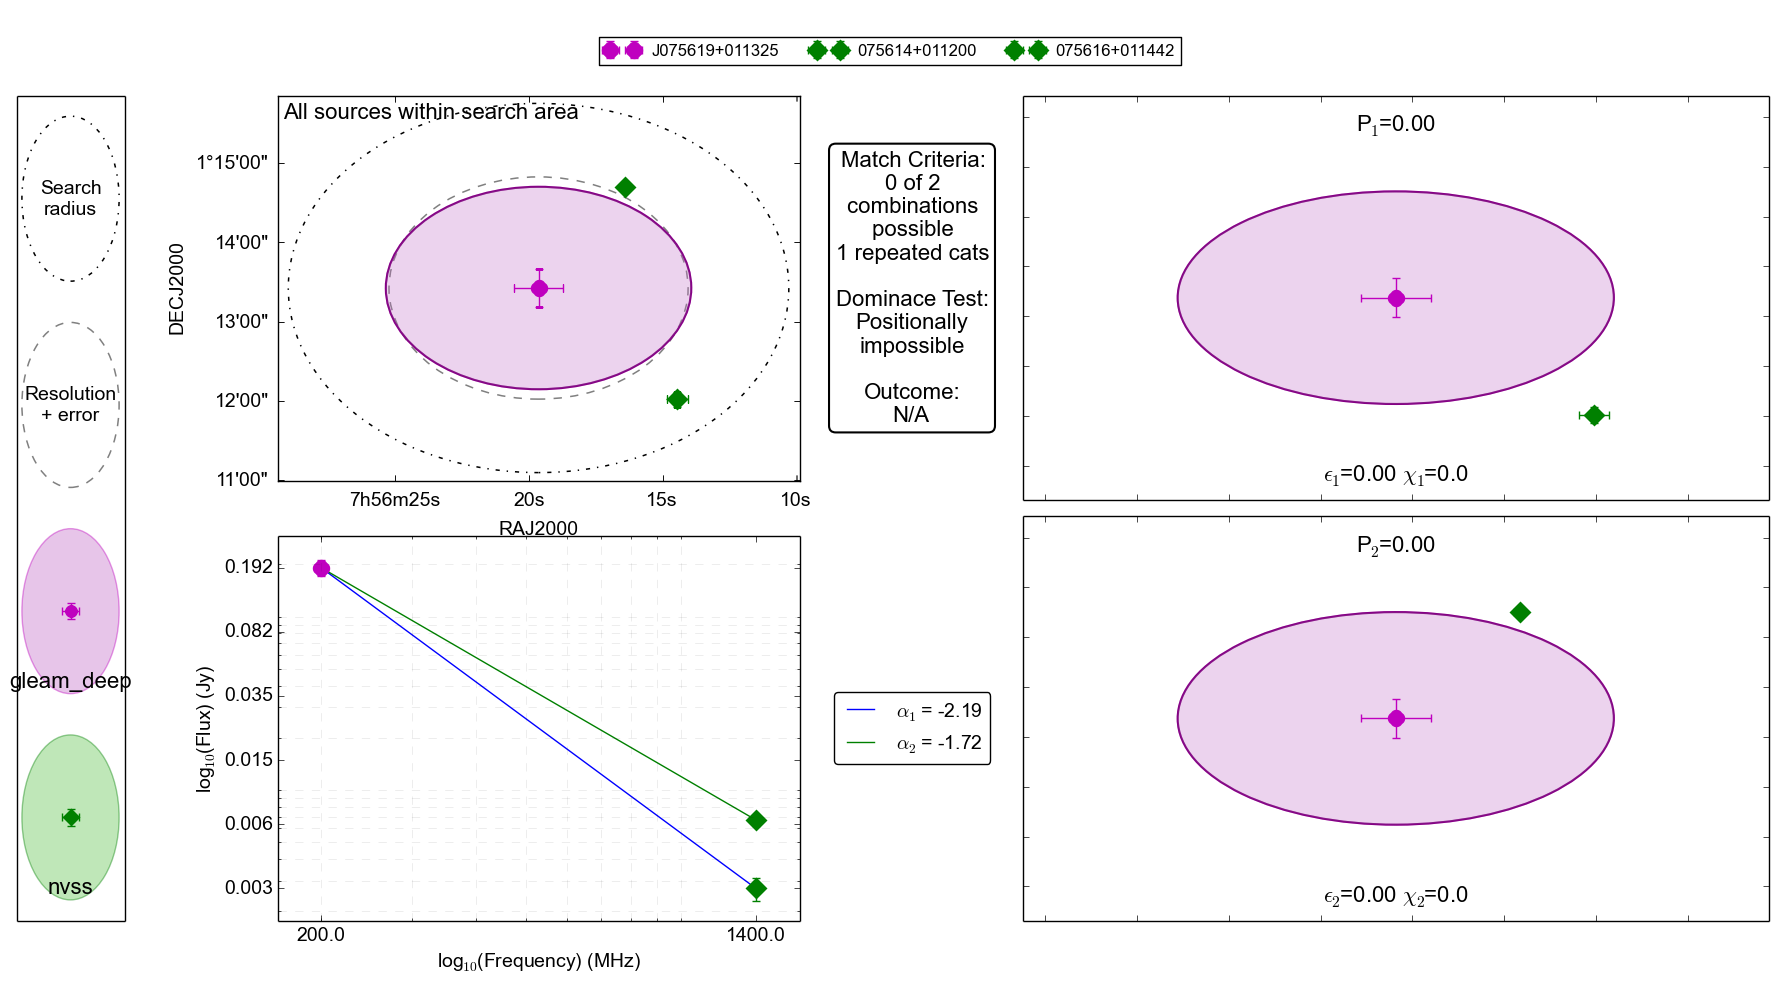 J075619+011325 075614+011200 075616+011442
Search
radius
Resolution
+ error
gleam_deep
nvss
All sources within search area
DECJ2000
1°15'00"
14'00"
13'00"
12'00"
11'00"
7h56m25s 20s 15s 10s
RAJ2000
Match Criteria:
0 of 2
combinations
possible
1 repeated cats
Dominace Test:
Positionally
impossible
Outcome:
N/A
P₁=0.00
ϵ₁=0.00 χ₁=0.0
log₁₀(Flux) (Jy)
0.192
0.082
0.035
0.015
0.006
0.003
200.0 1400.0
log₁₀(Frequency) (MHz)
α₁ = -2.19
α₂ = -1.72
P₂=0.00
ϵ₂=0.00 χ₂=0.0